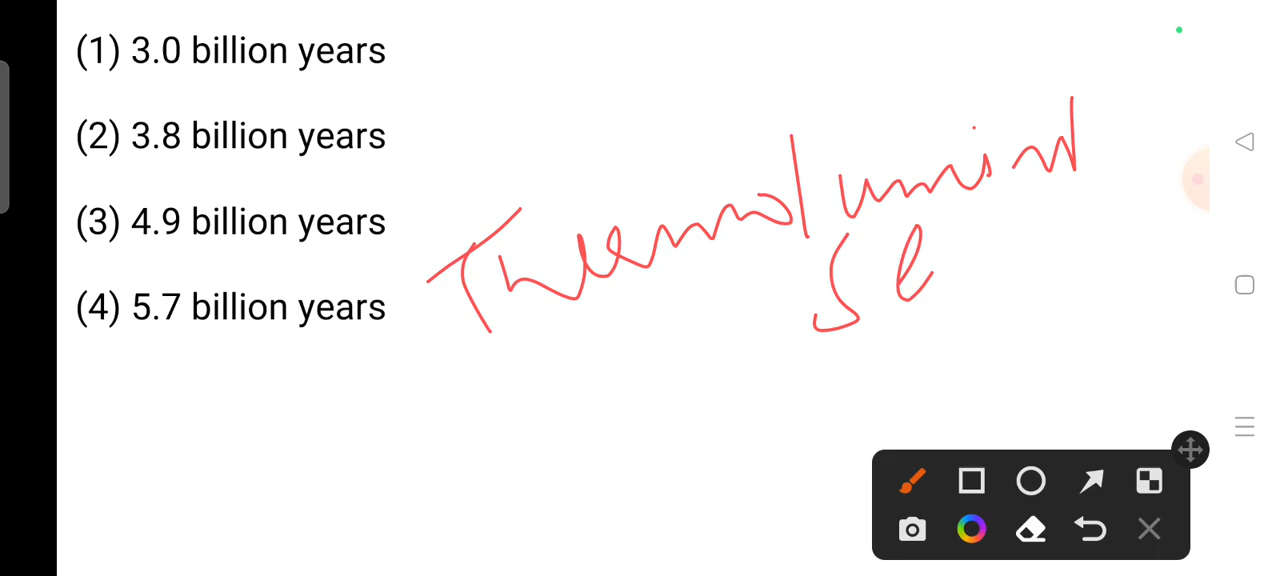 (1) 3.0 billion years
(2) 3.8 billion years
(3) 4.9 billion years
(4) 5.7 billion years